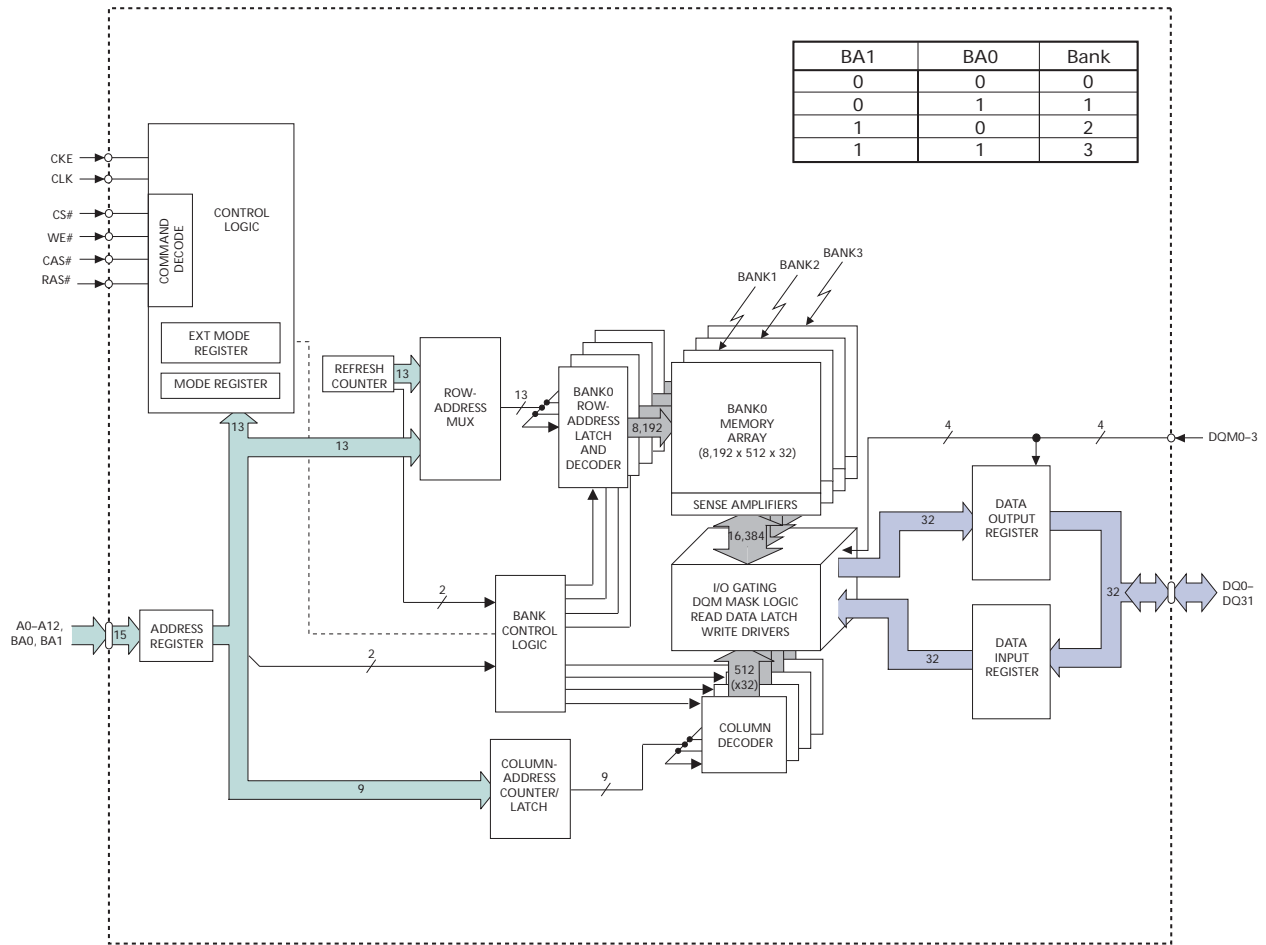 BA1 BA0 Bank
0 0 0
0 1 1
1 0 2
1 1 3
CKE
CLK
CS#
WE#
CAS#
RAS#
COMMAND
DECODE
CONTROL
LOGIC
EXT MODE
REGISTER
MODE REGISTER
BANK1
BANK2
BANK3
REFRESH
COUNTER
13
ROW-
ADDRESS
MUX
13
BANK0
ROW-
ADDRESS
LATCH
AND
DECODER
8,192
BANK0
MEMORY
ARRAY
(8,192 x 512 x 32)
SENSE AMPLIFIERS
13
13
4
4
DQM0–3
16,384
I/O GATING
DQM MASK LOGIC
READ DATA LATCH
WRITE DRIVERS
32
DATA
OUTPUT
REGISTER
32
DQ0–
DQ31
32
DATA
INPUT
REGISTER
A0–A12,
BA0, BA1
15
ADDRESS
REGISTER
2
2
BANK
CONTROL
LOGIC
512
(x32)
COLUMN
DECODER
9
COLUMN-
ADDRESS
COUNTER/
LATCH
9